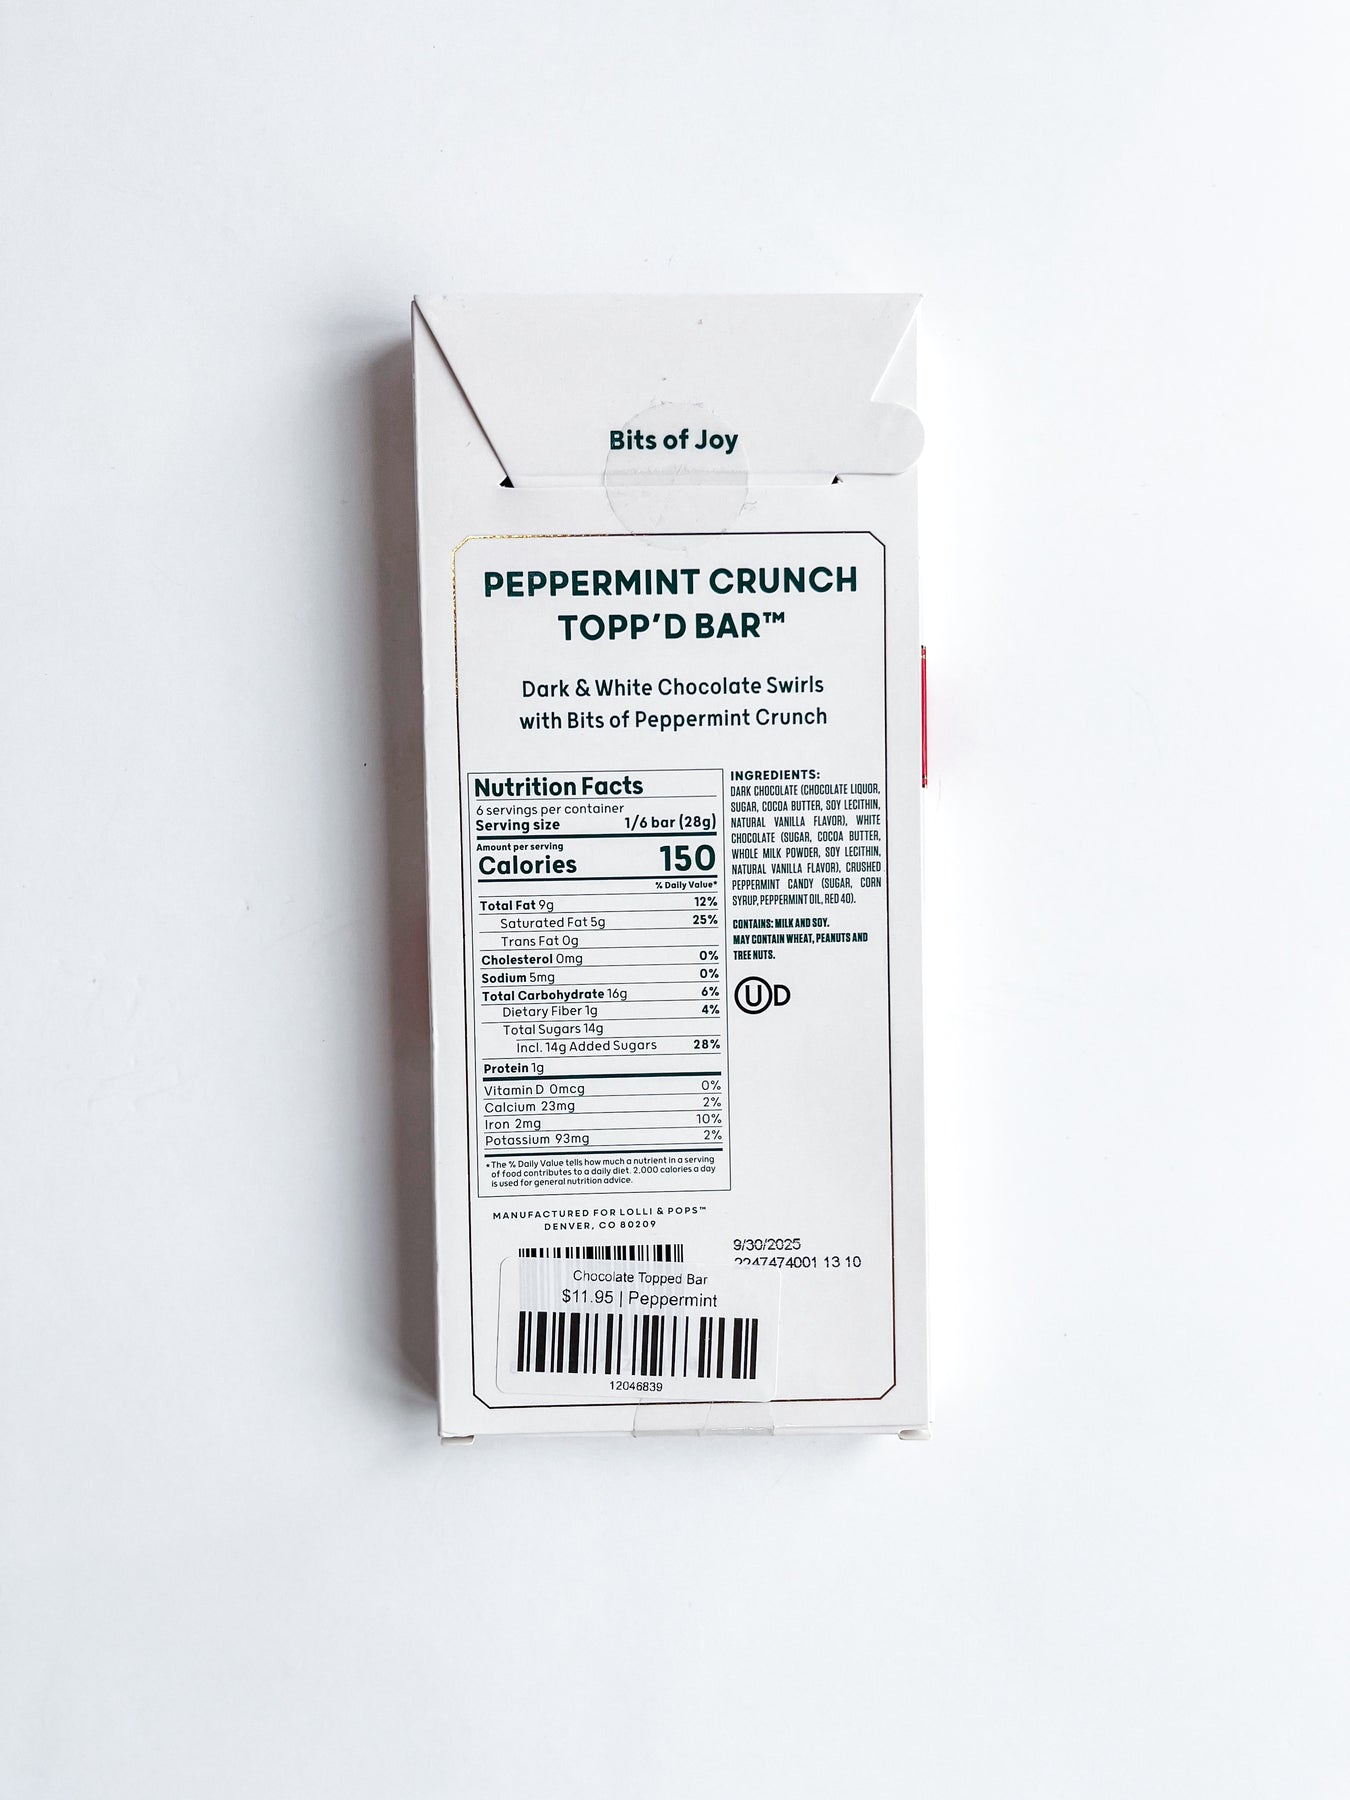 Bits of Joy
PEPPERMINT CRUNCH
TOPP'D BAR™
Dark & White Chocolate Swirls
with Bits of Peppermint Crunch
Nutrition Facts
6 servings per container
Serving size 1/6 bar (28g)
Amount per serving
Calories 150
% Daily Value*
Total Fat 9g 12%
Saturated Fat 5g 25%
Trans Fat 0g
Cholesterol 0mg 0%
Sodium 5mg 0%
Total Carbohydrate 16g 6%
Dietary Fiber 1g 4%
Total Sugars 14g
Incl. 14g Added Sugars 28%
Protein 1g
Vitamin D 0mcg 0%
Calcium 23mg 2%
Iron 2mg 10%
Potassium 93mg 2%
*The % Daily Value tells how much a nutrient in a serving
of food contributes to a daily diet. 2,000 calories a day
is used for general nutrition advice.
INGREDIENTS:
DARK CHOCOLATE (CHOCOLATE LIQUOR,
SUGAR, COCOA BUTTER, SOY LECITHIN,
NATURAL VANILLA FLAVOR), WHITE
CHOCOLATE (SUGAR, COCOA BUTTER,
WHOLE MILK POWDER, SOY LECITHIN,
NATURAL VANILLA FLAVOR), CRUSHED
PEPPERMINT CANDY (SUGAR, CORN
SYRUP, PEPPERMINT OIL, RED 40).
CONTAINS: MILK AND SOY.
MAY CONTAIN WHEAT, PEANUTS AND
TREE NUTS.
UD
MANUFACTURED FOR LOLLI & POPS™
DENVER, CO 80209
9/30/2025
2247474001 13 10
Chocolate Topped Bar
$11.95 | Peppermint
12046839